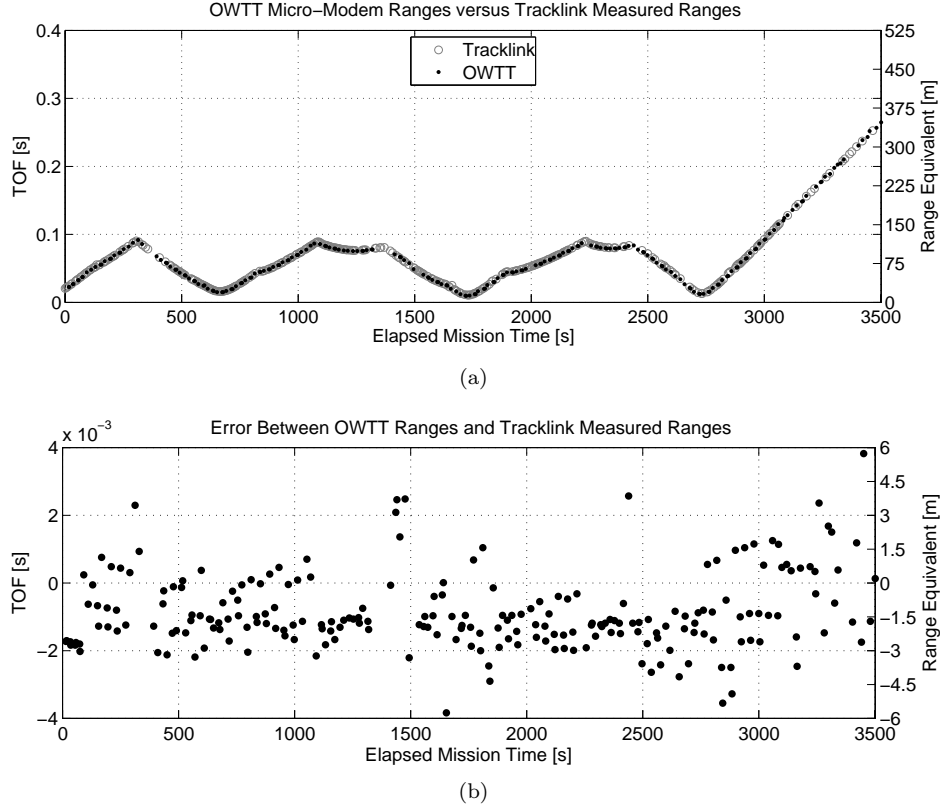 OWTT Micro−Modem Ranges versus Tracklink Measured Ranges
0.4
0.3
0.2
0.1
0
TOF [s]
Tracklink
OWTT
525
450
375
300
225
150
75
0
Range Equivalent [m]
0 500 1000 1500 2000 2500 3000 3500
Elapsed Mission Time [s]
(a)
Error Between OWTT Ranges and Tracklink Measured Ranges
x 10−3
4
2
0
−2
−4
TOF [s]
6
4.5
3
1.5
0
−1.5
−3
−4.5
−6
Range Equivalent [m]
0 500 1000 1500 2000 2500 3000 3500
Elapsed Mission Time [s]
(b)